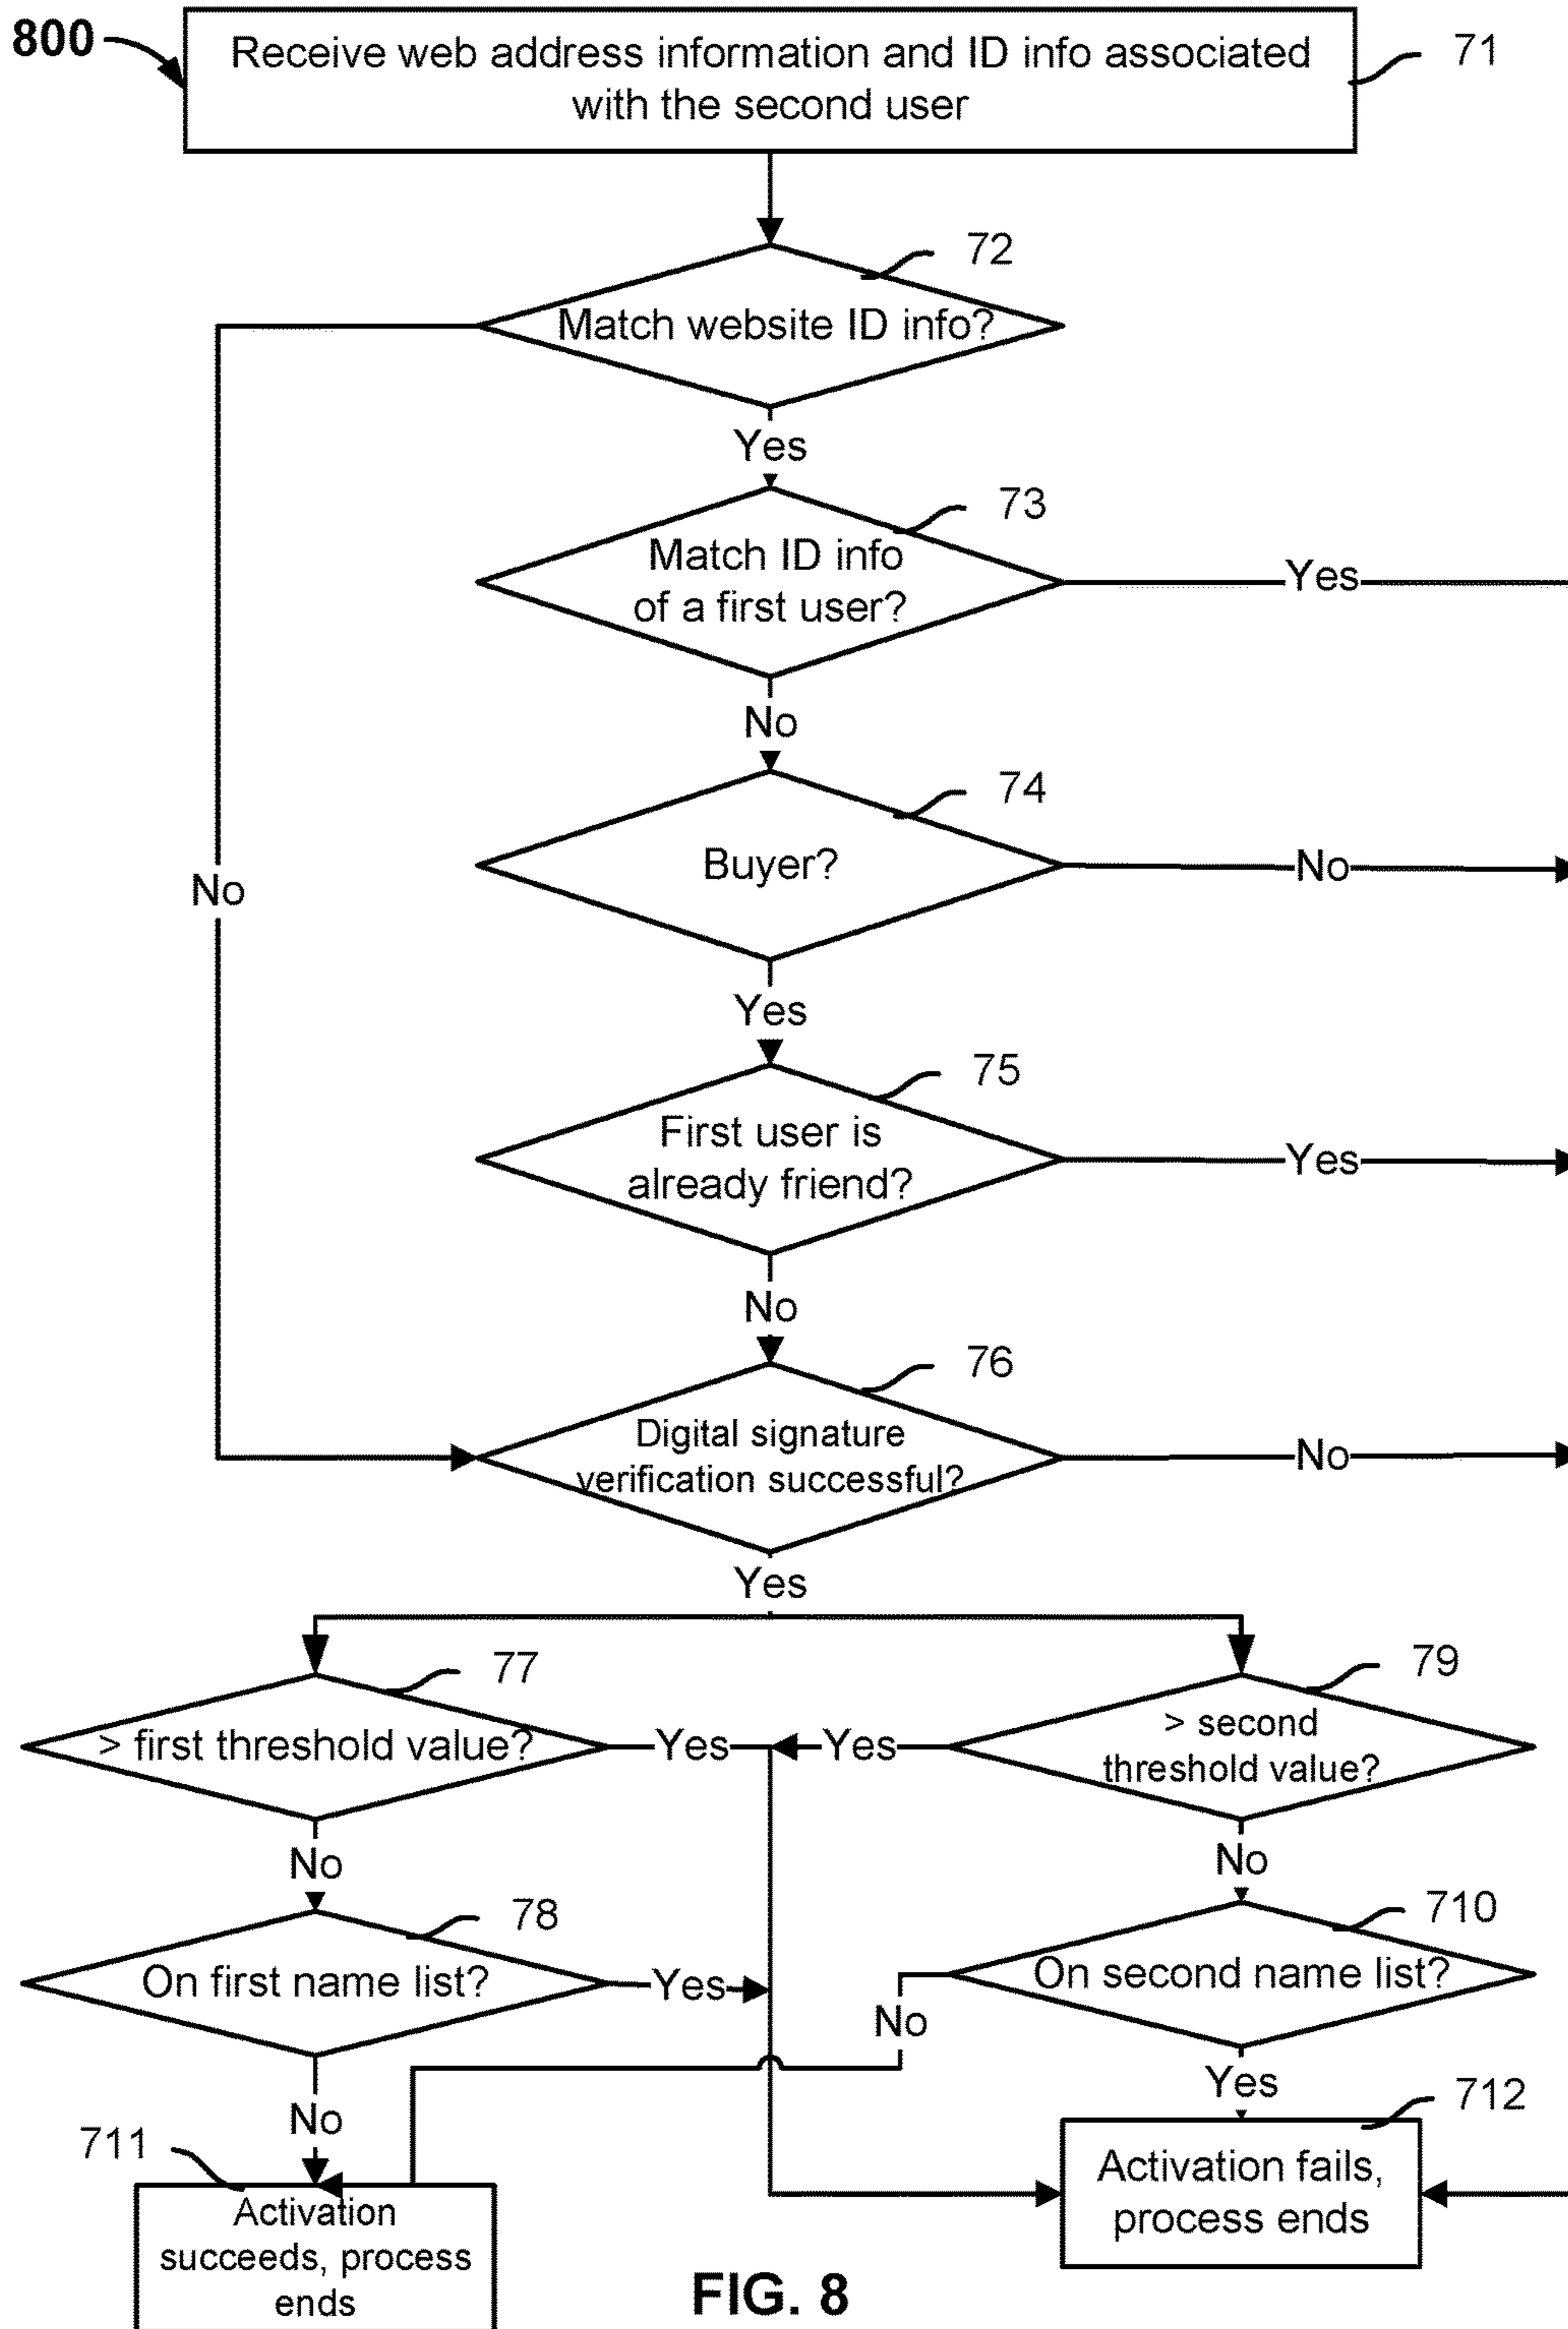 800
Receive web address information and ID info associated
with the second user
71
72
Match website ID info?
Yes
73
Match ID info
of a first user?
Yes
No
74
Buyer?
No
No
Yes
75
First user is
already friend?
Yes
No
76
Digital signature
verification successful?
No
Yes
77
79
> first threshold value?
Yes
Yes
> second
threshold value?
No
No
78
710
On first name list?
Yes
On second name list?
No
No
Yes
711
712
Activation
succeeds, process
ends
Activation fails,
process ends
FIG. 8